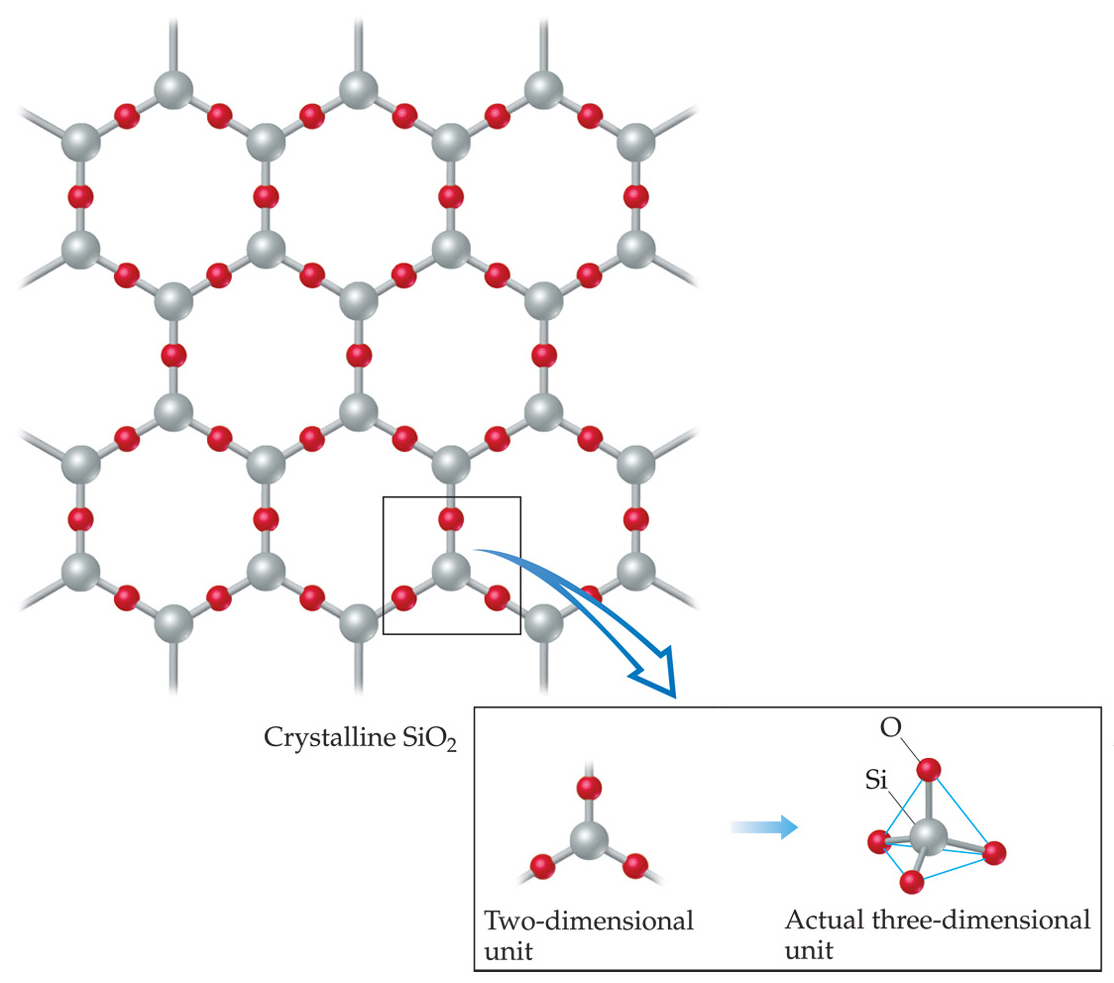 Crystalline SiO₂
O
Si
Two-dimensional
unit
Actual three-dimensional
unit